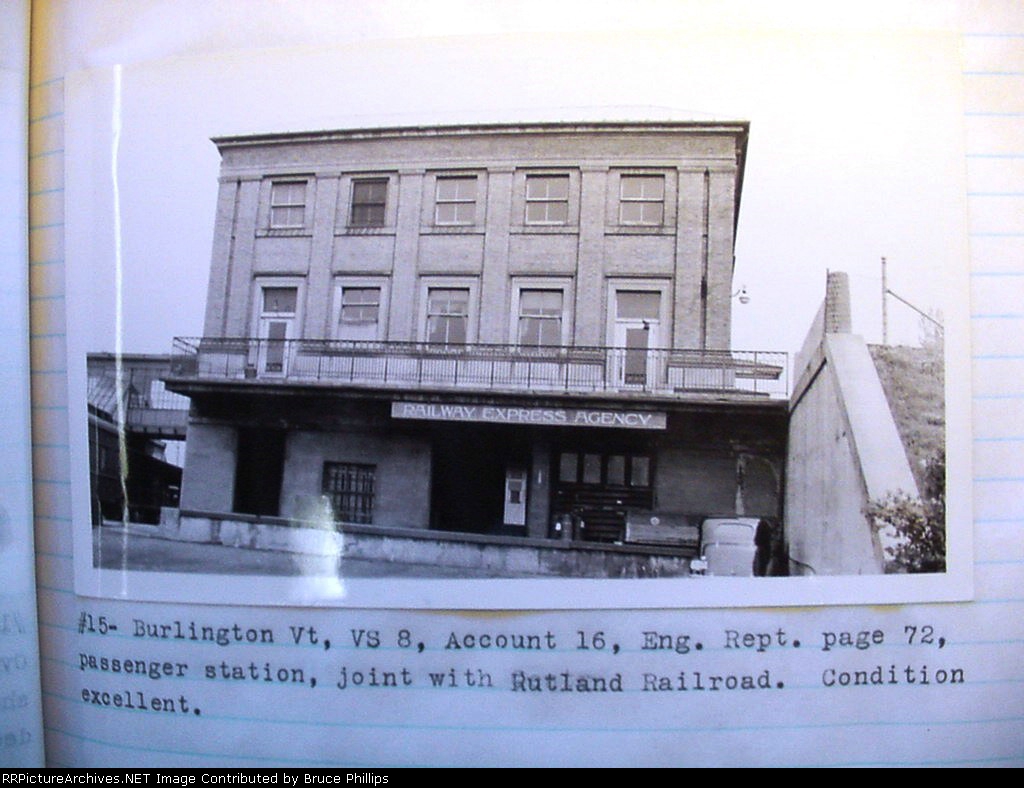 RAILWAY EXPRESS AGENCY
#15- Burlington Vt, VS 8, Account 16, Eng. Rept. page 72,
passenger station, joint with Rutland Railroad.  Condition
excellent.
RRPictureArchives.NET Image Contributed by Bruce Phillips